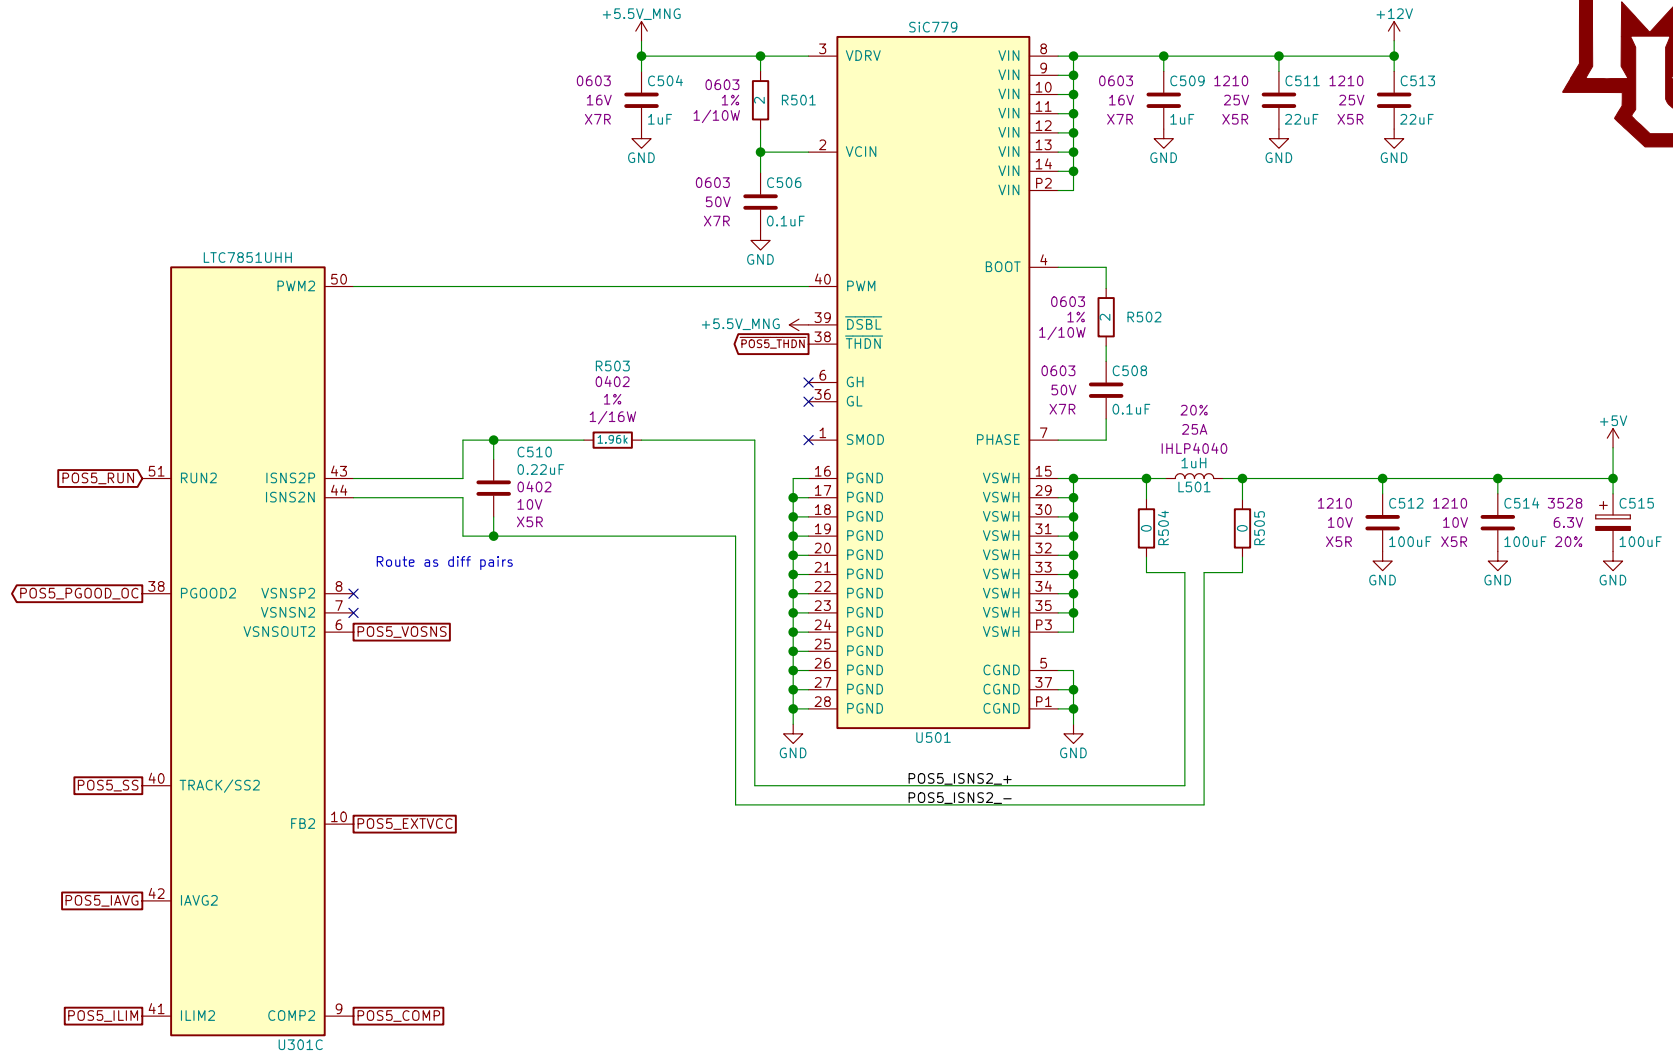 +5.5V_MNG
SiC779
+12V
3 VDRV
VIN 8
VIN 9
VIN 10
VIN 11
VIN 12
VIN 13
VIN 14
VIN P2
0603
16V
X7R
C504
1uF
GND
0603
1%
1/10W
2
R501
2 VCIN
0603
50V
X7R
C506
0.1uF
GND
0603
16V
X7R
C509
1uF
GND
1210
25V
X5R
C511
22uF
GND
1210
25V
X5R
C513
22uF
GND
LTC7851UHH
PWM2 50
40 PWM
+5.5V_MNG
39 DSBL
POS5_THDN
38 THDN
6 GH
36 GL
1 SMOD
BOOT 4
0603
1%
1/10W
2
R502
0603
50V
X7R
C508
0.1uF
PHASE 7
R503
0402
1%
1/16W
1.96k
C510
0.22uF
0402
10V
X5R
Route as diff pairs
POS5_RUN
51 RUN2
ISNS2P 43
ISNS2N 44
POS5_PGOOD_OC
38 PGOOD2
VSNSP2 8
VSNSN2 7
VSNSOUT2 6
POS5_VOSNS
16 PGND
17 PGND
18 PGND
19 PGND
20 PGND
21 PGND
22 PGND
23 PGND
24 PGND
25 PGND
26 PGND
27 PGND
28 PGND
GND
VSWH 15
VSWH 29
VSWH 30
VSWH 31
VSWH 32
VSWH 33
VSWH 34
VSWH 35
VSWH P3
CGND 5
CGND 37
CGND P1
GND
U501
20%
25A
IHLP4040
1uH
L501
0
R504
0
R505
+5V
1210
10V
X5R
C512
100uF
GND
1210
10V
X5R
C514
100uF
GND
3528
6.3V
20%
+
C515
100uF
GND
POS5_ISNS2_+
POS5_ISNS2_-
POS5_SS
40 TRACK/SS2
FB2 10
POS5_EXTVCC
POS5_IAVG
42 IAVG2
POS5_ILIM
41 ILIM2
COMP2 9
POS5_COMP
U301C